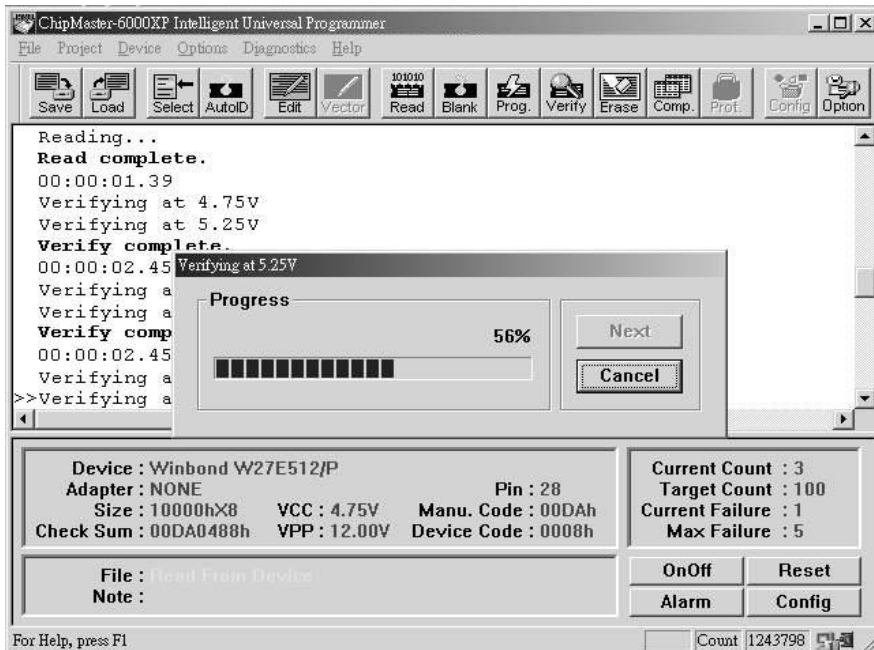 ChipMaster-6000XP Intelligent Universal Programmer
File Project Device Options Diagnostics Help
101010
Save Load Select AutoID Edit Vector Read Blank Prog. Verify Erase Comp. Prot. Config Option
Reading...
Read complete.
00:00:01.39
Verifying at 4.75V
Verifying at 5.25V
Verify complete.
00:00:02.45
Verifying a
Verifying a
Verify comp
00:00:02.45
Verifying a
>>Verifying a
Verifying at 5.25V
Progress
56%
Next
Cancel
Device : Winbond W27E512/P
Adapter : NONE Pin : 28
Size : 10000hX8 VCC : 4.75V Manu. Code : 00DAh
Check Sum : 00DA0488h VPP : 12.00V Device Code : 0008h
Current Count : 3
Target Count : 100
Current Failure : 1
Max Failure : 5
File : Read From Device
Note :
OnOff Reset
Alarm Config
For Help, press F1
Count 1243798